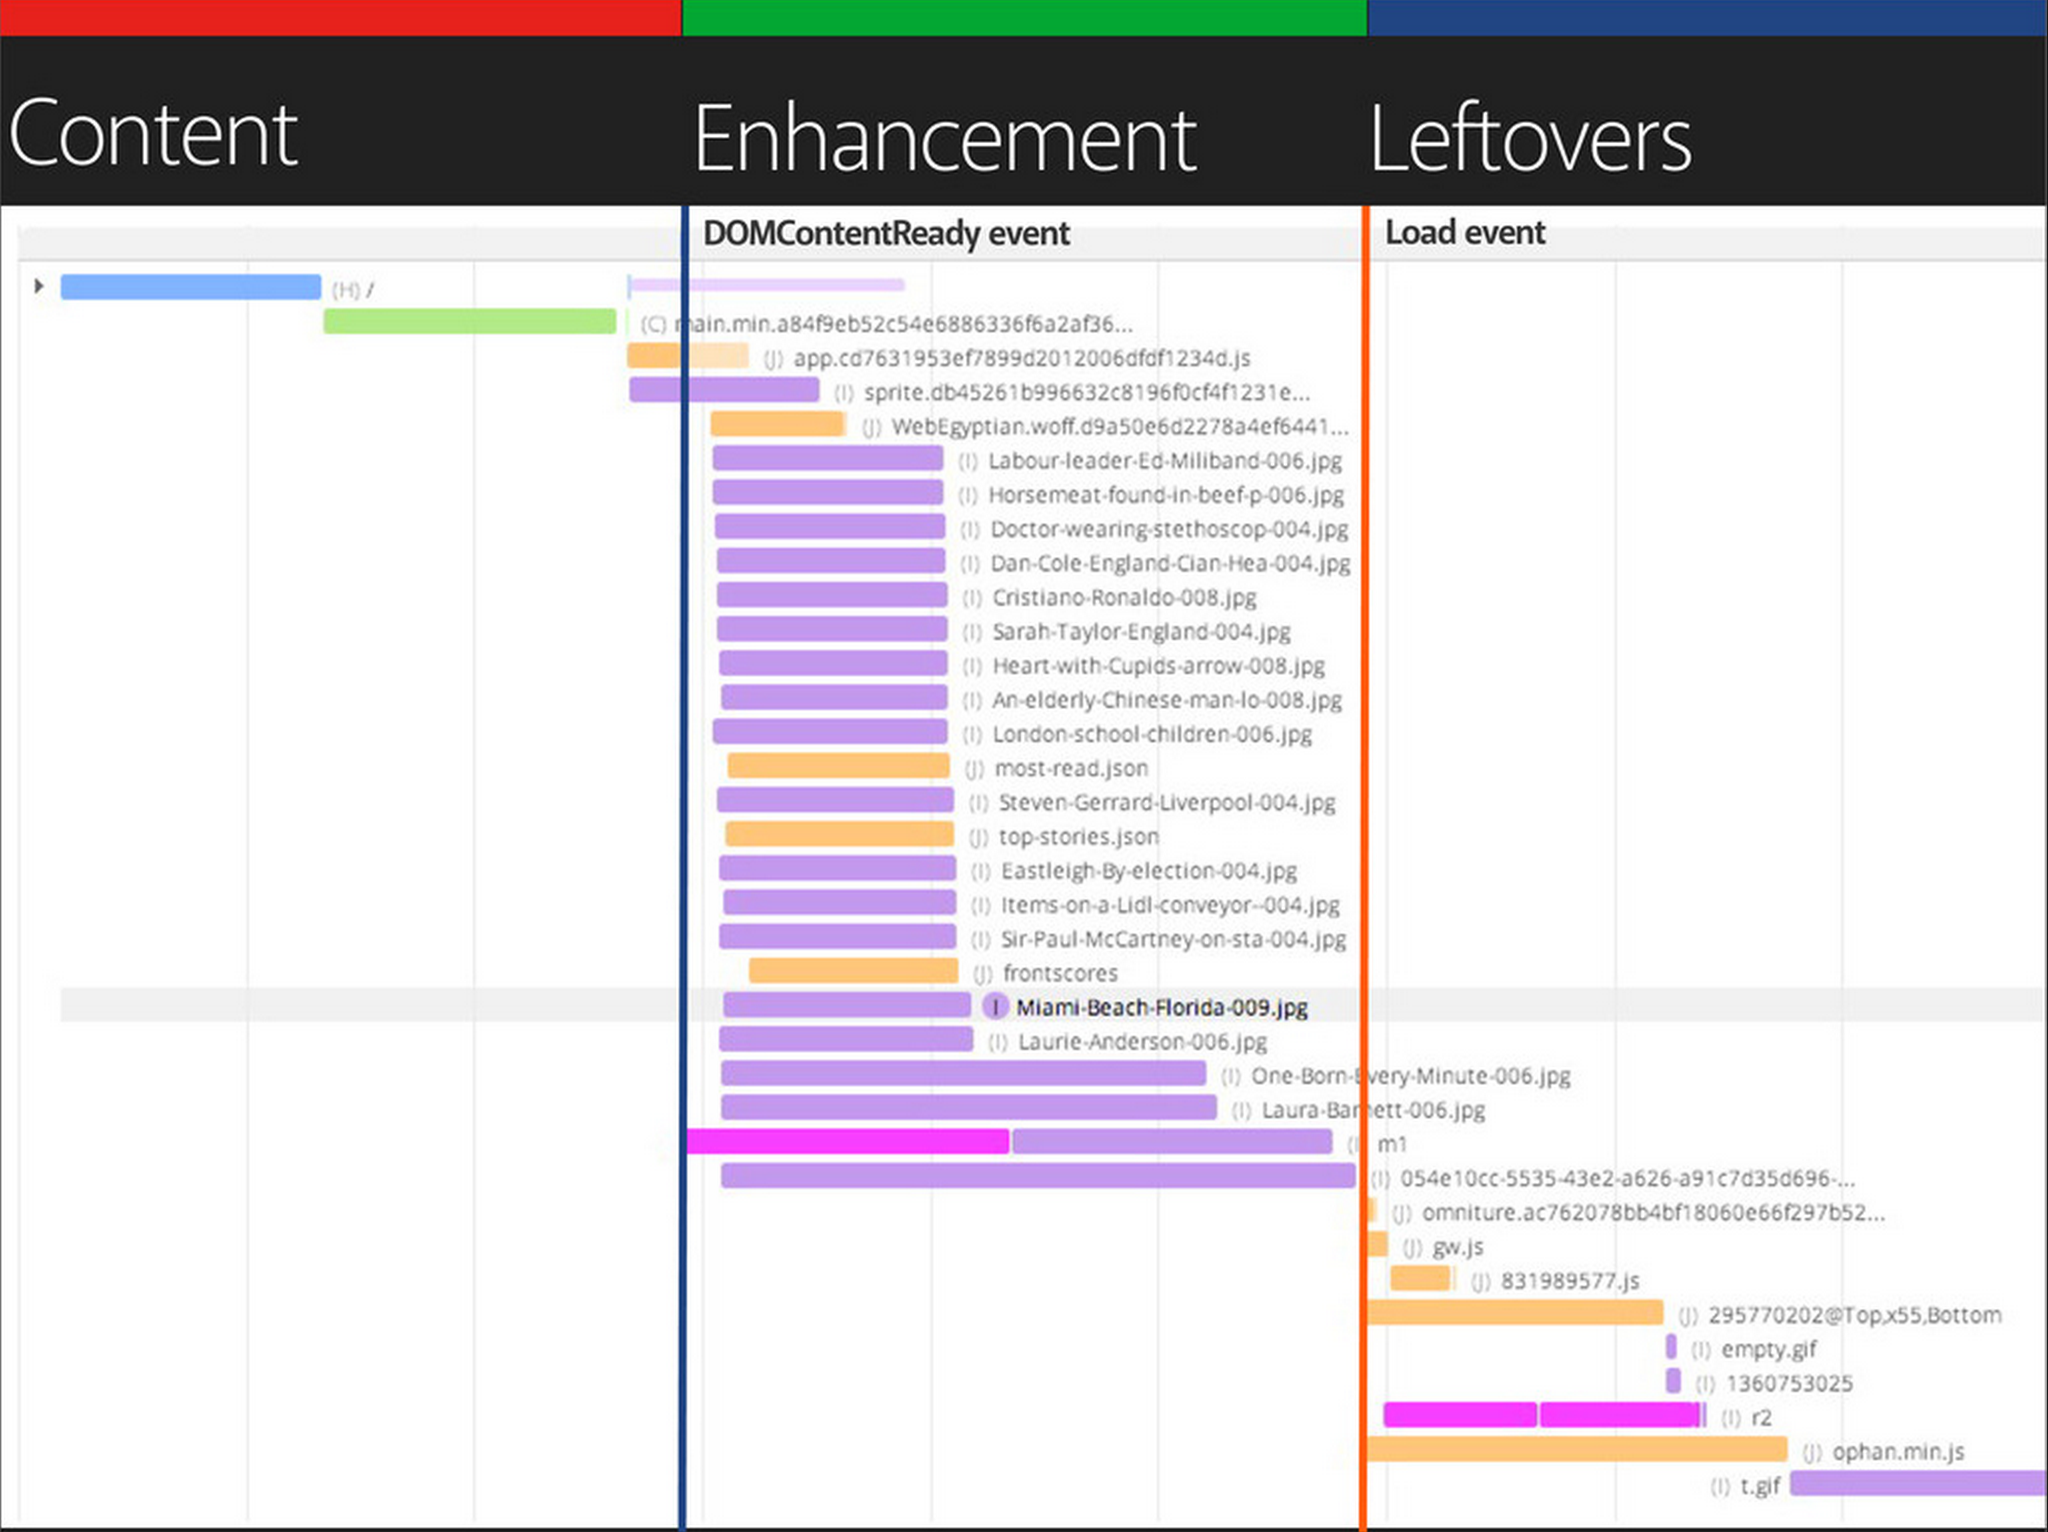 Content Enhancement Leftovers
DOMContentReady event Load event
(H) /
(C) main.min.a84f9eb52c54e6886336f6a2af36...
(J) app.cd7631953ef7899d2012006dfdf1234d.js
(I) sprite.db45261b996632c8196f0cf4f1231e...
(J) WebEgyptian.woff.d9a50e6d2278a4ef6441...
(I) Labour-leader-Ed-Miliband-006.jpg
(I) Horsemeat-found-in-beef-p-006.jpg
(I) Doctor-wearing-stethoscop-004.jpg
(I) Dan-Cole-England-Cian-Hea-004.jpg
(I) Cristiano-Ronaldo-008.jpg
(I) Sarah-Taylor-England-004.jpg
(I) Heart-with-Cupids-arrow-008.jpg
(I) An-elderly-Chinese-man-lo-008.jpg
(I) London-school-children-006.jpg
(J) most-read.json
(I) Steven-Gerrard-Liverpool-004.jpg
(J) top-stories.json
(I) Eastleigh-By-election-004.jpg
(I) Items-on-a-Lidl-conveyor--004.jpg
(I) Sir-Paul-McCartney-on-sta-004.jpg
(J) frontscores
I Miami-Beach-Florida-009.jpg
(I) Laurie-Anderson-006.jpg
(I) One-Born-Every-Minute-006.jpg
(I) Laura-Barnett-006.jpg
(I) m1
(I) 054e10cc-5535-43e2-a626-a91c7d35d696-...
(J) omniture.ac762078bb4bf18060e66f297b52...
(J) gw.js
(J) 831989577.js
(J) 295770202@Top,x55,Bottom
(I) empty.gif
(I) 1360753025
(I) r2
(J) ophan.min.js
(I) t.gif